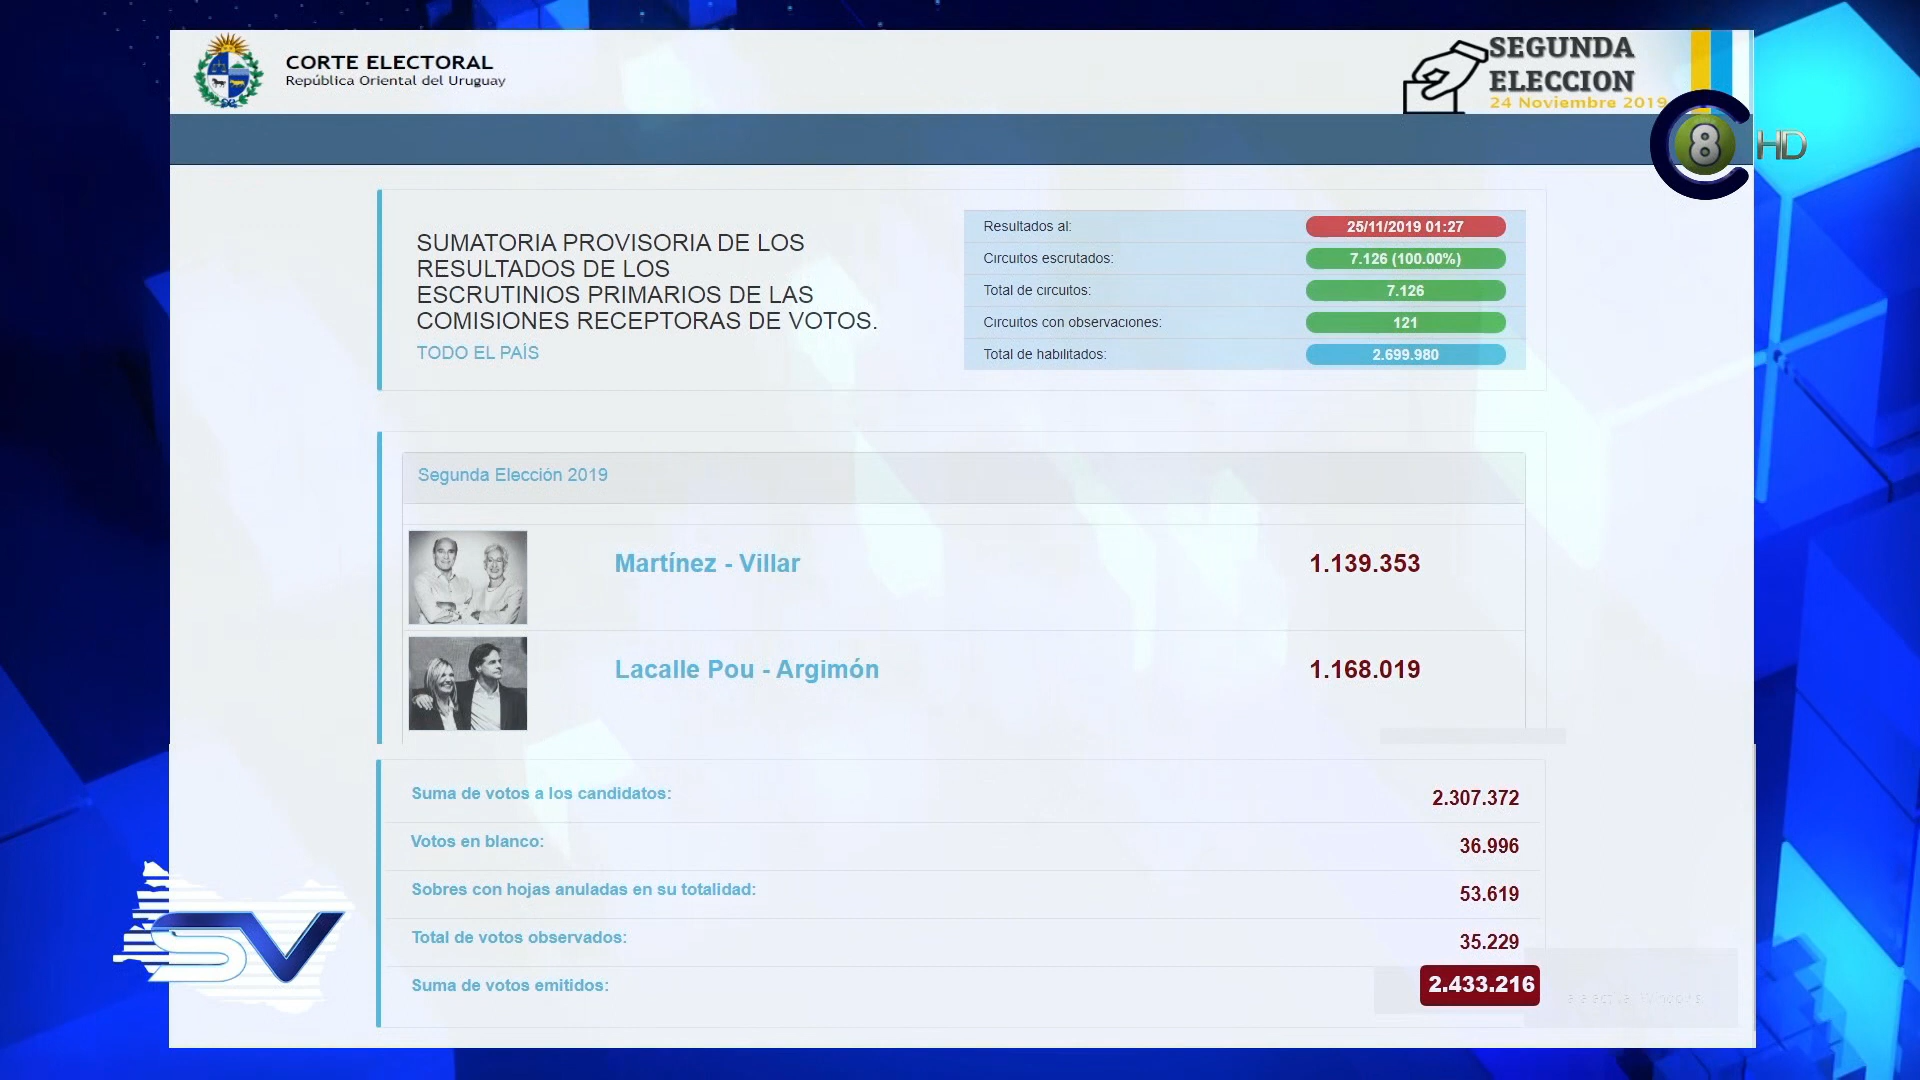 CORTE ELECTORAL
República Oriental del Uruguay
SEGUNDA
ELECCION
24 Noviembre 2019
8 HD
SUMATORIA PROVISORIA DE LOS
RESULTADOS DE LOS
ESCRUTINIOS PRIMARIOS DE LAS
COMISIONES RECEPTORAS DE VOTOS.
TODO EL PAÍS
Resultados al: 25/11/2019 01:27
Circuitos escrutados: 7.126 (100.00%)
Total de circuitos: 7.126
Circuitos con observaciones: 121
Total de habilitados: 2.699.980
Segunda Elección 2019
Martínez - Villar 1.139.353
Lacalle Pou - Argimón 1.168.019
Suma de votos a los candidatos: 2.307.372
Votos en blanco: 36.996
Sobres con hojas anuladas en su totalidad: 53.619
Total de votos observados: 35.229
Suma de votos emitidos: 2.433.216
SV